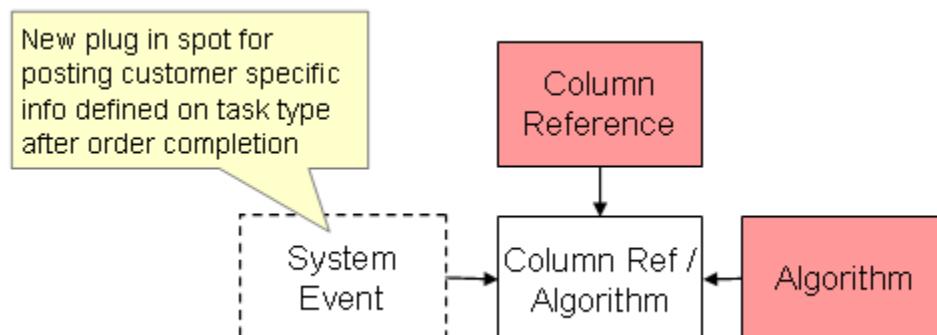 New plug in spot for
posting customer specific
info defined on task type
after order completion
Column
Reference
System
Event
Column Ref /
Algorithm
Algorithm